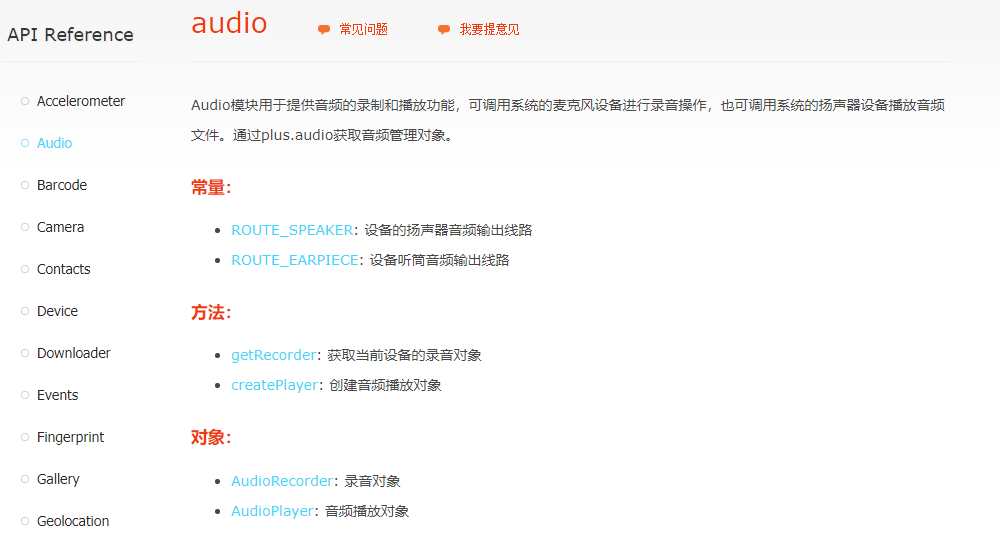 API Reference
Accelerometer
Audio
Barcode
Camera
Contacts
Device
Downloader
Events
Fingerprint
Gallery
Geolocation
audio
常见问题
我要提意见
Audio模块用于提供音频的录制和播放功能，可调用系统的麦克风设备进行录音操作，也可调用系统的扬声器设备播放音频
文件。通过plus.audio获取音频管理对象。
常量：
ROUTE_SPEAKER: 设备的扬声器音频输出线路
ROUTE_EARPIECE: 设备听筒音频输出线路
方法：
getRecorder: 获取当前设备的录音对象
createPlayer: 创建音频播放对象
对象：
AudioRecorder: 录音对象
AudioPlayer: 音频播放对象